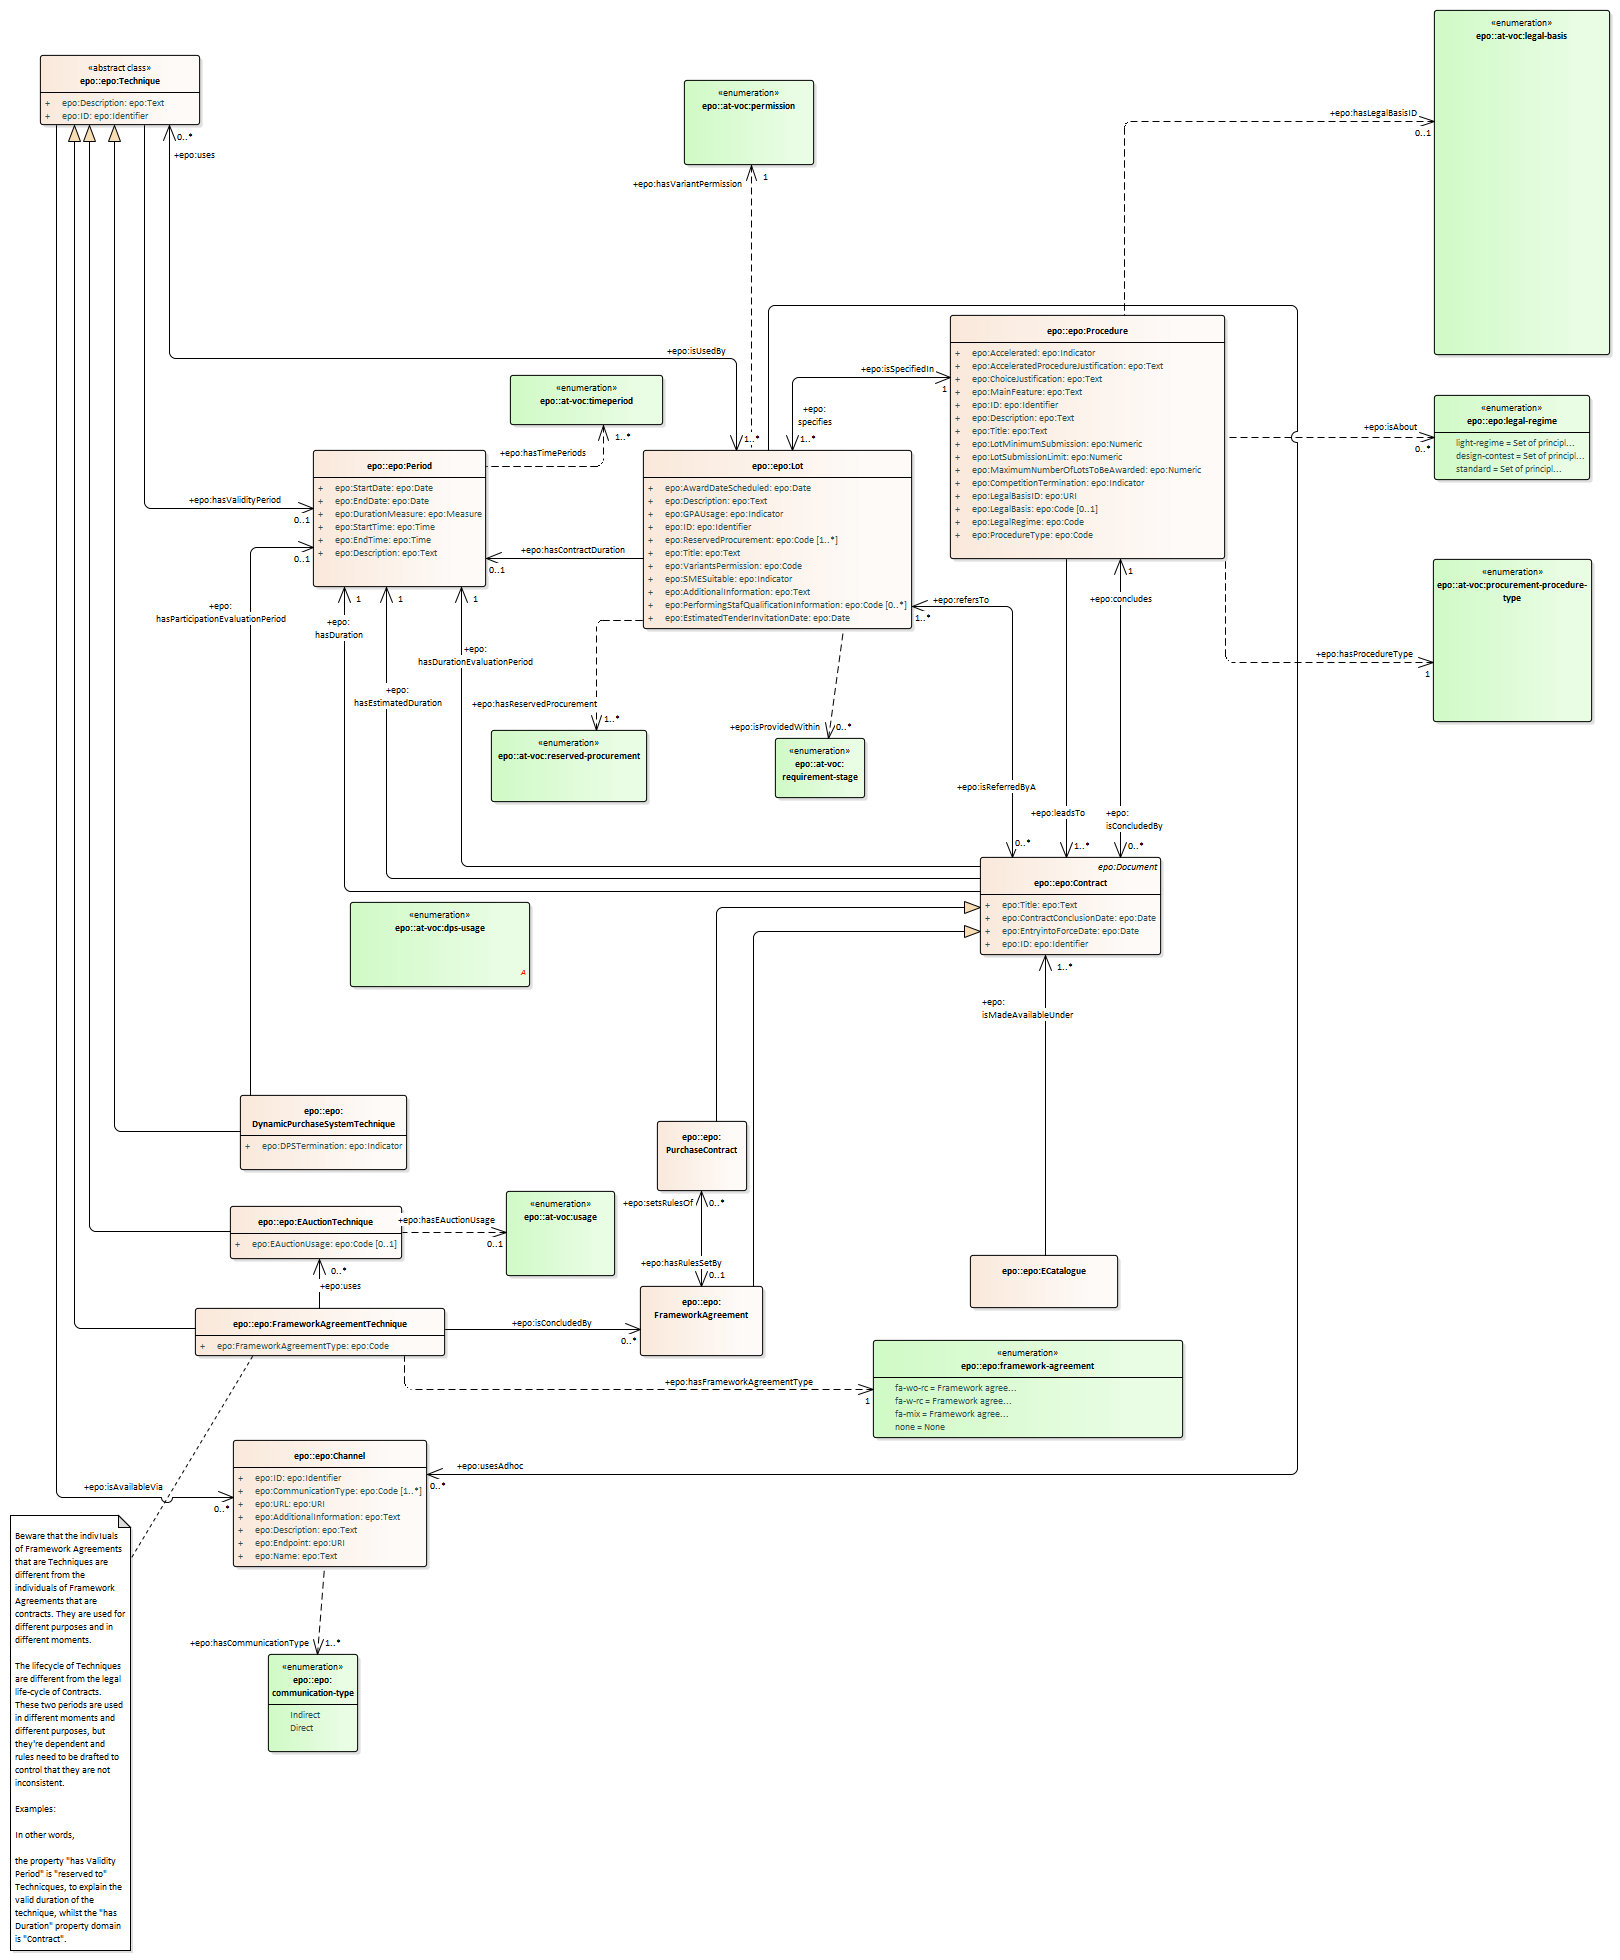 «enumeration»
epo::at-voc:legal-basis
«abstract class»
epo::epo:Technique
+ epo:Description: epo:Text
+ epo:ID: epo:Identifier
0..*
+epo:uses
«enumeration»
epo::at-voc:permission
+epo:hasVariantPermission
1
+epo:hasLegalBasisID
0..1
+epo:isUsedBy
1..*
epo::epo:Procedure
+ epo:Accelerated: epo:Indicator
+ epo:AcceleratedProcedureJustification: epo:Text
+ epo:ChoiceJustification: epo:Text
+ epo:MainFeature: epo:Text
+ epo:ID: epo:Identifier
+ epo:Description: epo:Text
+ epo:Title: epo:Text
+ epo:LotMinimumSubmission: epo:Numeric
+ epo:LotSubmissionLimit: epo:Numeric
+ epo:MaximumNumberOfLotsToBeAwarded: epo:Numeric
+ epo:CompetitionTermination: epo:Indicator
+ epo:LegalBasisID: epo:URI
+ epo:LegalBasis: epo:Code [0..1]
+ epo:LegalRegime: epo:Code
+ epo:ProcedureType: epo:Code
+epo:isSpecifiedIn
1
+epo:
specifies
1..*
«enumeration»
epo::at-voc:timeperiod
1..*
+epo:hasTimePeriods
«enumeration»
epo::epo:legal-regime
light-regime = Set of principl...
design-contest = Set of principl...
standard = Set of principl...
+epo:isAbout
0..*
epo::epo:Period
+ epo:StartDate: epo:Date
+ epo:EndDate: epo:Date
+ epo:DurationMeasure: epo:Measure
+ epo:StartTime: epo:Time
+ epo:EndTime: epo:Time
+ epo:Description: epo:Text
+epo:hasValidityPeriod
0..1
0..1
epo::epo:Lot
+ epo:AwardDateScheduled: epo:Date
+ epo:Description: epo:Text
+ epo:GPAUsage: epo:Indicator
+ epo:ID: epo:Identifier
+ epo:ReservedProcurement: epo:Code [1..*]
+ epo:Title: epo:Text
+ epo:VariantsPermission: epo:Code
+ epo:SMESuitable: epo:Indicator
+ epo:AdditionalInformation: epo:Text
+ epo:PerformingStafQualificationInformation: epo:Code [0..*]
+ epo:EstimatedTenderInvitationDate: epo:Date
+epo:hasContractDuration
0..1
+epo:
hasParticipationEvaluationPeriod
1
+epo:
hasDuration
1
+epo:
hasEstimatedDuration
1
+epo:
hasDurationEvaluationPeriod
+epo:hasReservedProcurement
1..*
«enumeration»
epo::at-voc:reserved-procurement
+epo:isProvidedWithin
0..*
«enumeration»
epo::at-voc:
requirement-stage
+epo:refersTo
1..*
+epo:isReferredByA
0..*
+epo:leadsTo
1..*
1
+epo:concludes
+epo:
isConcludedBy
0..*
«enumeration»
epo::at-voc:procurement-procedure-
type
+epo:hasProcedureType
1
epo:Document
epo::epo:Contract
+ epo:Title: epo:Text
+ epo:ContractConclusionDate: epo:Date
+ epo:EntryintoForceDate: epo:Date
+ epo:ID: epo:Identifier
«enumeration»
epo::at-voc:dps-usage
A
1..*
+epo:
isMadeAvailableUnder
epo::epo:
DynamicPurchaseSystemTechnique
+ epo:DPSTermination: epo:Indicator
epo::epo:
PurchaseContract
+epo:setsRulesOf
0..*
+epo:hasRulesSetBy
0..1
epo::epo:EAuctionTechnique
+ epo:EAuctionUsage: epo:Code [0..1]
+epo:hasEAuctionUsage
0..1
«enumeration»
epo::at-voc:usage
0..*
+epo:uses
epo::epo:ECatalogue
epo::epo:FrameworkAgreementTechnique
+ epo:FrameworkAgreementType: epo:Code
+epo:isConcludedBy
0..*
epo::epo:
FrameworkAgreement
+epo:hasFrameworkAgreementType
1
«enumeration»
epo::epo:framework-agreement
fa-wo-rc = Framework agree...
fa-w-rc = Framework agree...
fa-mix = Framework agree...
none = None
epo::epo:Channel
+ epo:ID: epo:Identifier
+ epo:CommunicationType: epo:Code [1..*]
+ epo:URL: epo:URI
+ epo:AdditionalInformation: epo:Text
+ epo:Description: epo:Text
+ epo:Endpoint: epo:URI
+ epo:Name: epo:Text
+epo:usesAdhoc
0..*
+epo:isAvailableVia
0..*
+epo:hasCommunicationType
1..*
«enumeration»
epo::epo:
communication-type
Indirect
Direct
Beware that the indivIuals
of Framework Agreements
that are Techniques are
different from the
individuals of Framework
Agreements that are
contracts. They are used for
different purposes and in
different moments.
The lifecycle of Techniques
are different from the legal
life-cycle of Contracts.
These two periods are used
in different moments and
different purposes, but
they're dependent and
rules need to be drafted to
control that they are not
inconsistent.
Examples:
In other words,
the property "has Validity
Period" is "reserved to"
Technicques, to explain the
valid duration of the
technique, whilst the "has
Duration" property domain
is "Contract".